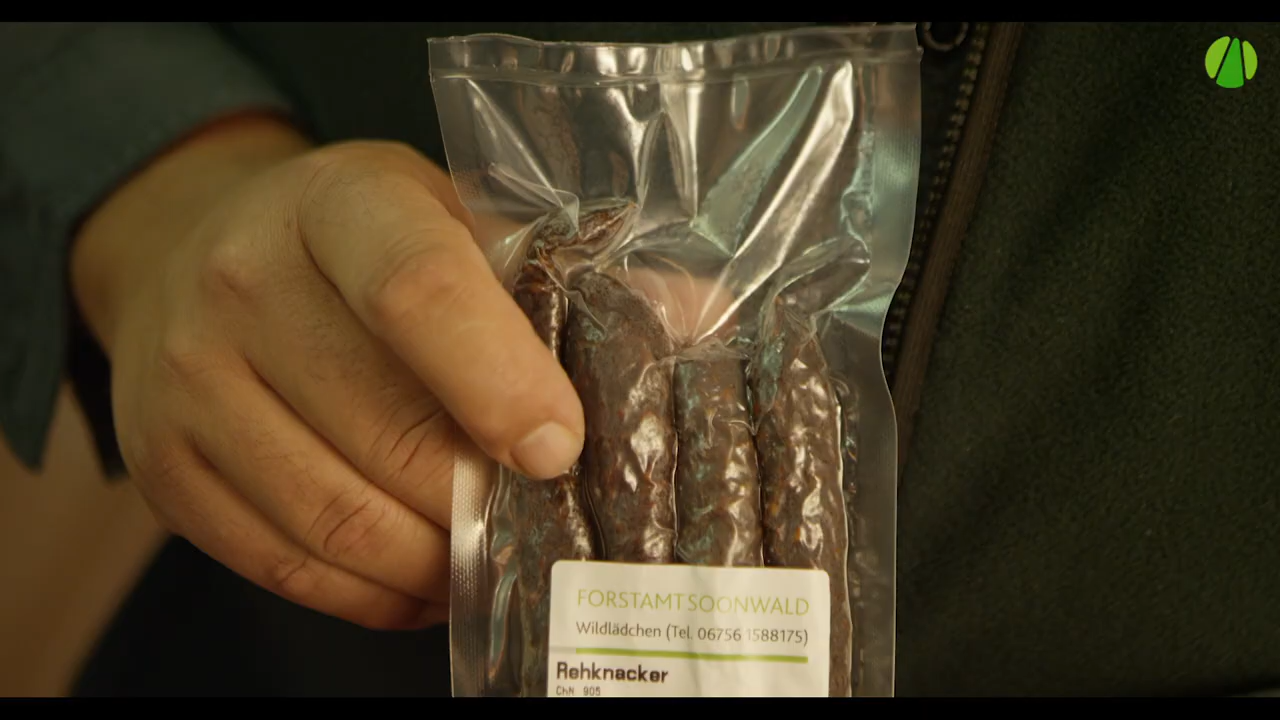 FORSTAMT SOONWALD
Wildlädchen (Tel. 06756 1588175)
Rehknacker
ChN 905